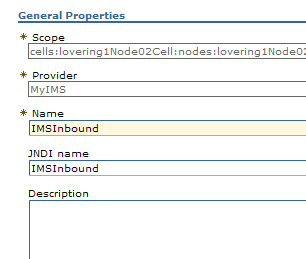 General Properties
* Scope
cells:lovering1Node02Cell:nodes:lovering1Node02
* Provider
MyIMS
* Name
IMSInbound
JNDI name
IMSInbound
Description